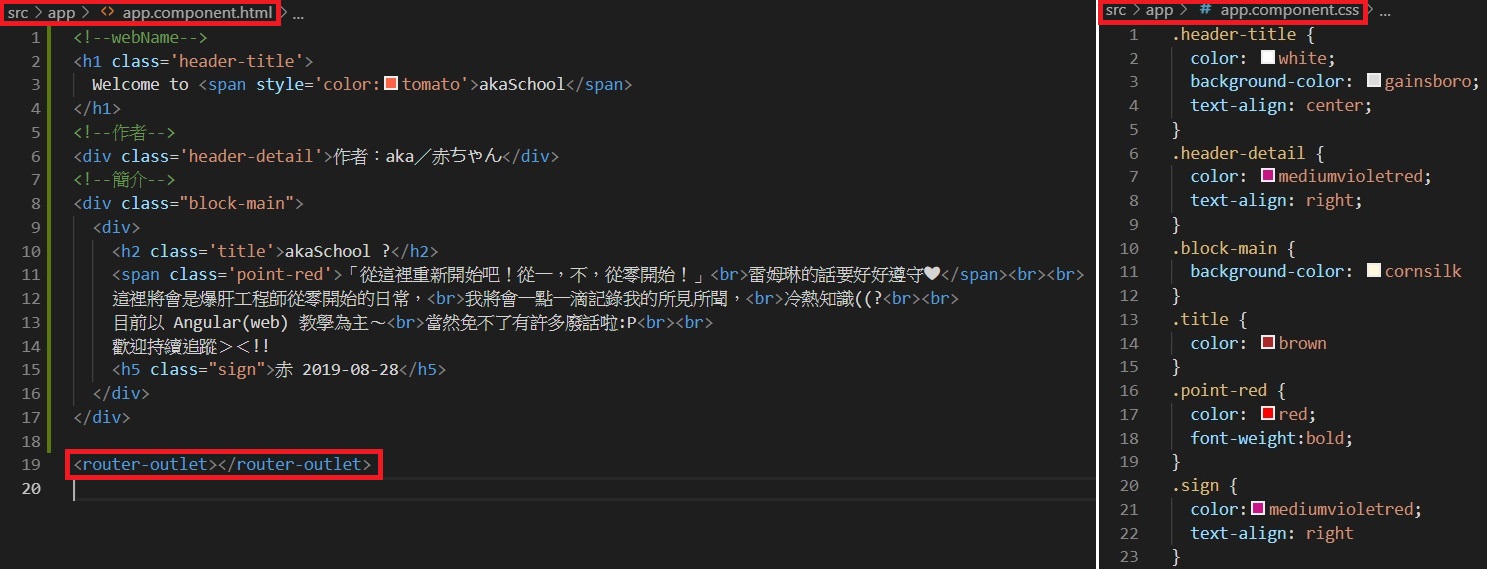 src > app > <> app.component.html > ...
1 <!--webName-->
2 <h1 class='header-title'>
3 Welcome to <span style='color:tomato'>akaSchool</span>
4 </h1>
5 <!--作者-->
6 <div class='header-detail'>作者：aka／赤ちゃん</div>
7 <!--簡介-->
8 <div class="block-main">
9 <div>
10 <h2 class='title'>akaSchool ?</h2>
11 <span class='point-red'>「從這裡重新開始吧！從一，不，從零開始！」<br>雷姆琳的話要好好遵守♥</span><br><br>
12 這裡將會是爆肝工程師從零開始的日常，<br>我將會一點一滴記錄我的所見所聞，<br>冷熱知識((?<br><br>
13 目前以 Angular(web) 教學為主～<br>當然免不了有許多廢話啦:P<br><br>
14 歡迎持續追蹤＞＜!!
15 <h5 class="sign">赤 2019-08-28</h5>
16 </div>
17 </div>
18
19 <router-outlet></router-outlet>
20
src > app > # app.component.css > ...
1 .header-title {
2 color: white;
3 background-color: gainsboro;
4 text-align: center;
5 }
6 .header-detail {
7 color: mediumvioletred;
8 text-align: right;
9 }
10 .block-main {
11 background-color: cornsilk
12 }
13 .title {
14 color: brown
15 }
16 .point-red {
17 color: red;
18 font-weight:bold;
19 }
20 .sign {
21 color:mediumvioletred;
22 text-align: right
23 }